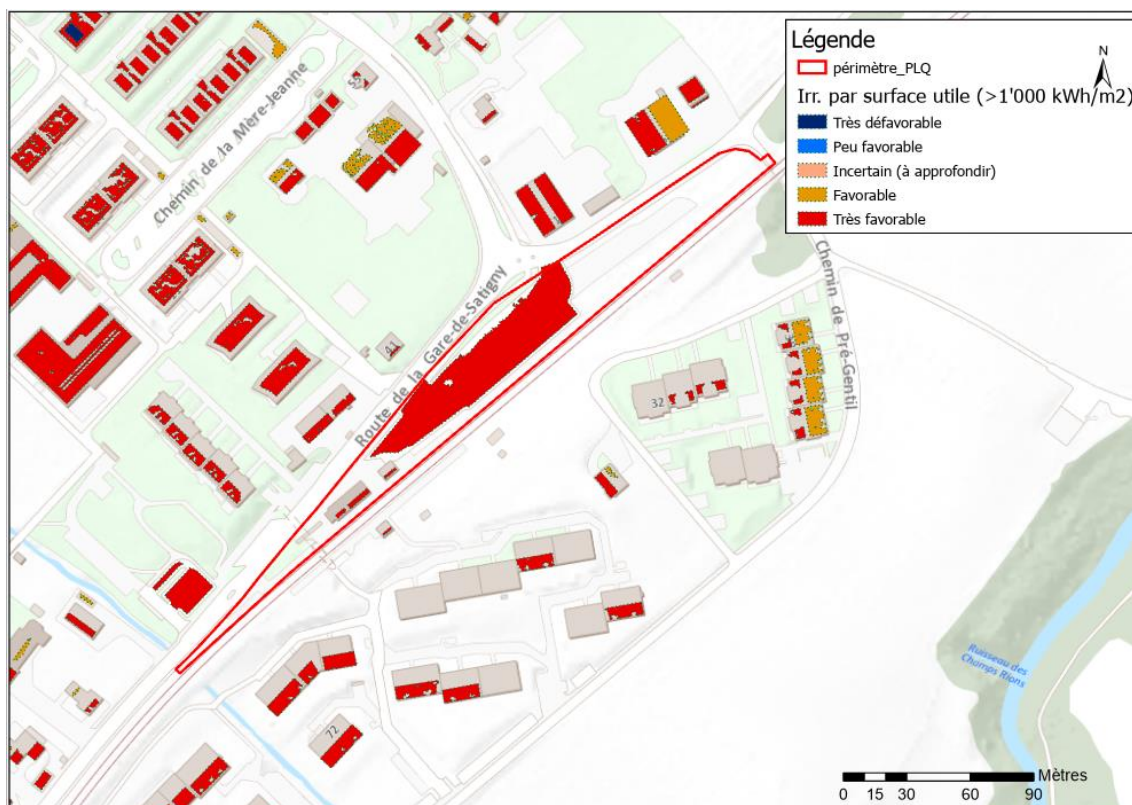 Légende
N
périmètre_PLQ
Irr. par surface utile (>1'000 kWh/m2)
Très défavorable
Peu favorable
Incertain (à approfondir)
Favorable
Très favorable
52
Chemin de la Mère-Jeanne
Route de la Gare-de-Satigny
41
Chemin de Pré-Gentil
32
72
Ruisseau des
Champs Rions
Mètres
0 15 30 60 90